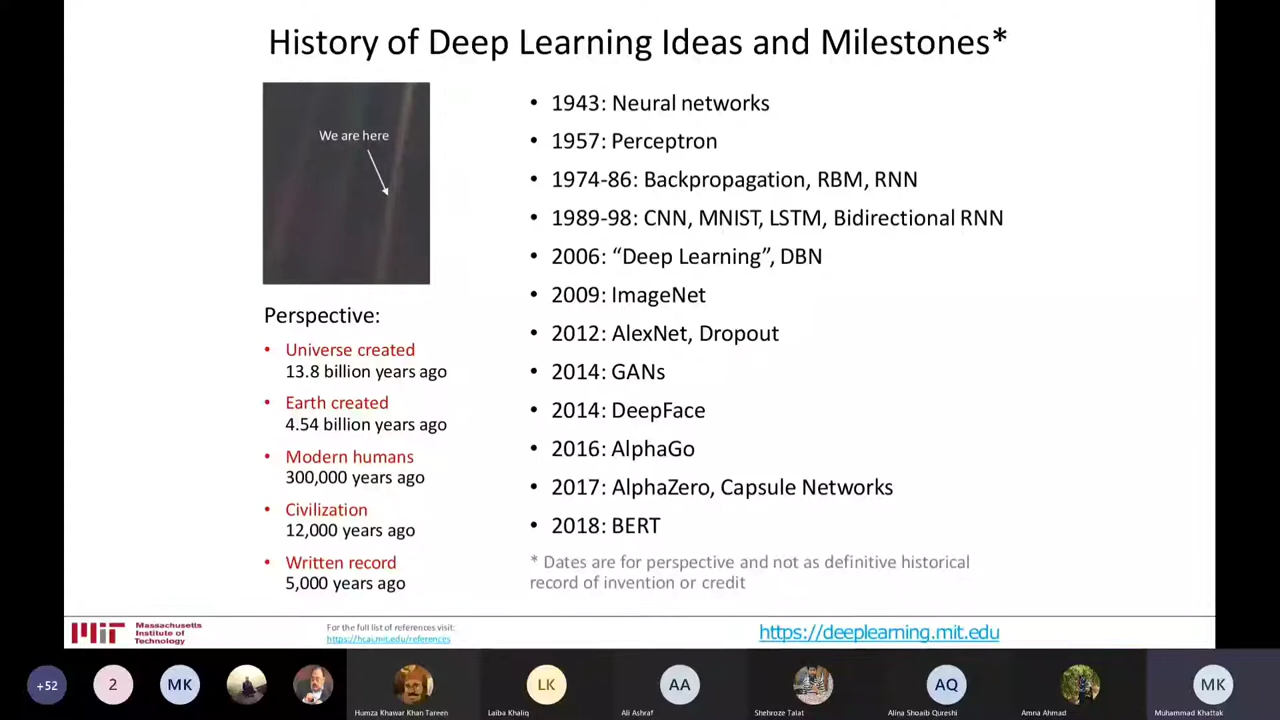 History of Deep Learning Ideas and Milestones*
We are here
Perspective:
• Universe created
13.8 billion years ago
• Earth created
4.54 billion years ago
• Modern humans
300,000 years ago
• Civilization
12,000 years ago
• Written record
5,000 years ago
• 1943: Neural networks
• 1957: Perceptron
• 1974-86: Backpropagation, RBM, RNN
• 1989-98: CNN, MNIST, LSTM, Bidirectional RNN
• 2006: “Deep Learning”, DBN
• 2009: ImageNet
• 2012: AlexNet, Dropout
• 2014: GANs
• 2014: DeepFace
• 2016: AlphaGo
• 2017: AlphaZero, Capsule Networks
• 2018: BERT
* Dates are for perspective and not as definitive historical
record of invention or credit
MIT
Massachusetts
Institute of
Technology
For the full list of references visit:
https://hcai.mit.edu/references
https://deeplearning.mit.edu
+52
2
MK
LK
AA
AQ
MK
Humza Khawar Khan Tareen
Laiba Khaliq
Ali Ashraf
Shehroze Talat
Alina Shoaib Qureshi
Amna Ahmad
Muhammad Khattak